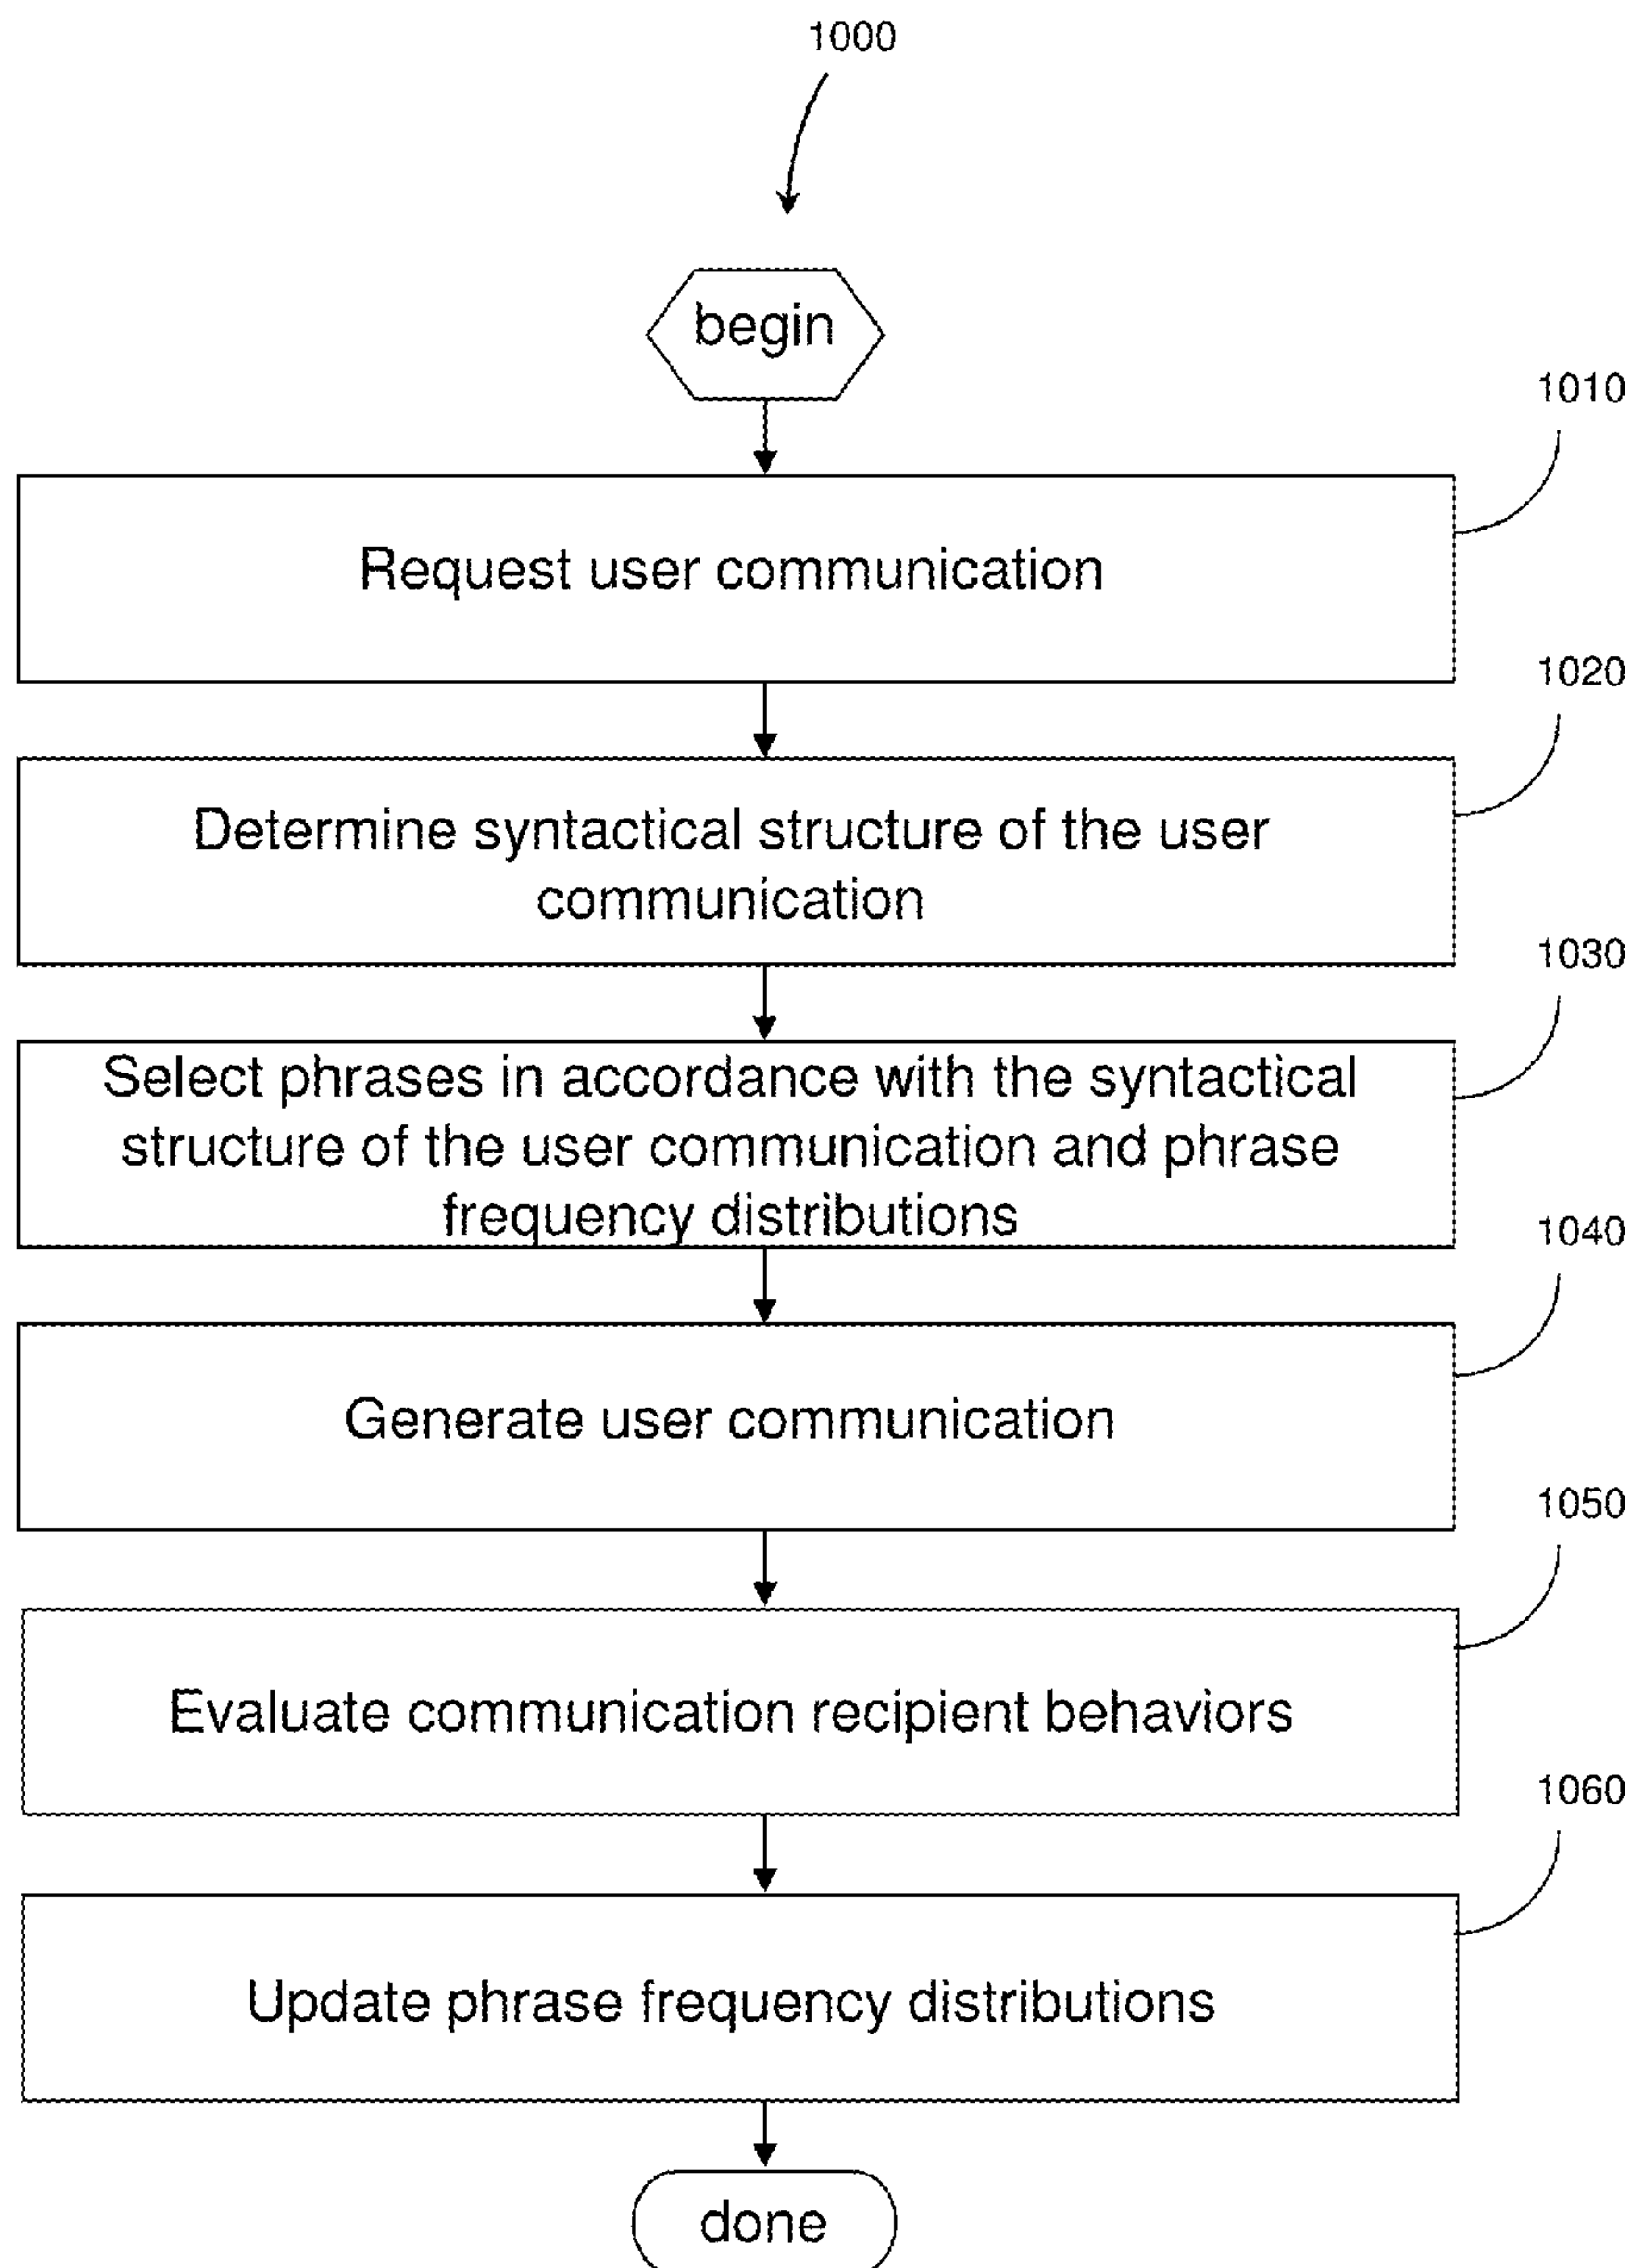 1000
begin
1010
Request user communication
1020
Determine syntactical structure of the user
communication
1030
Select phrases in accordance with the syntactical
structure of the user communication and phrase
frequency distributions
1040
Generate user communication
1050
Evaluate communication recipient behaviors
1060
Update phrase frequency distributions
done